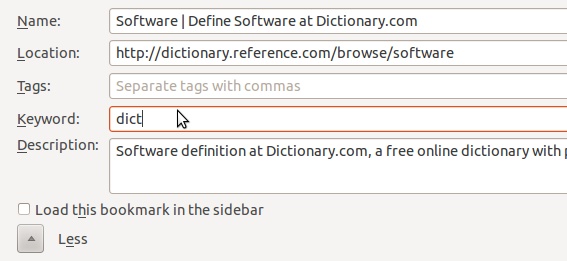 Name: Software | Define Software at Dictionary.com
Location: http://dictionary.reference.com/browse/software
Tags: Separate tags with commas
Keyword: dict
Description: Software definition at Dictionary.com, a free online dictionary with
Load this bookmark in the sidebar
Less